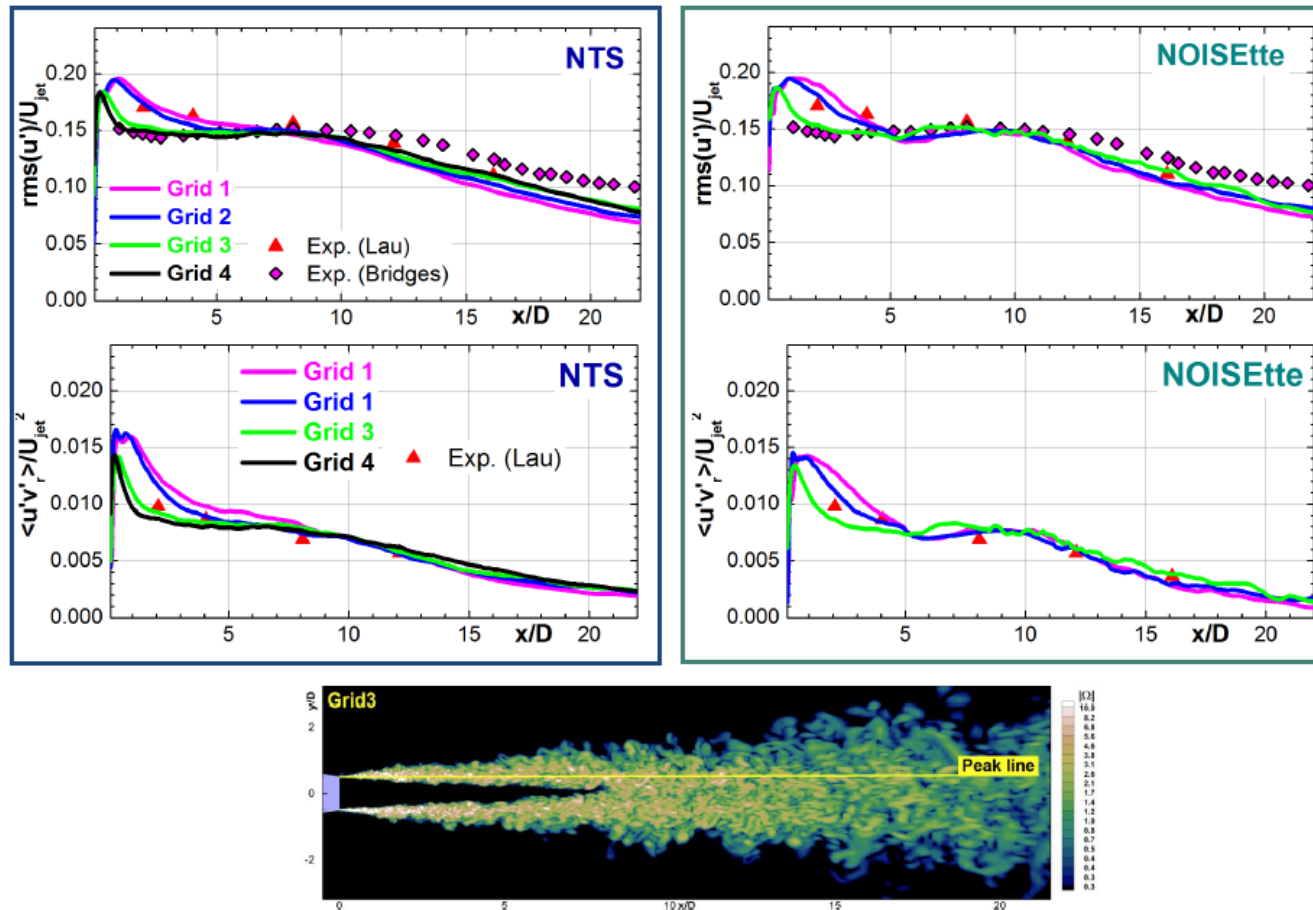 NTS
rms(u')/U_jet
0.20
0.15
0.10
0.05
0.00
Grid 1
Grid 2
Grid 3
Grid 4
Exp. (Lau)
Exp. (Bridges)
5
10
15
20
x/D
NOISEtte
rms(u')/U_jet
0.20
0.15
0.10
0.05
0.00
5
10
15
20
x/D
NTS
<u'v'_r>/U_jet^2
0.020
0.015
0.010
0.005
0.000
Grid 1
Grid 1
Grid 3
Grid 4
Exp. (Lau)
5
10
15
20
x/D
NOISEtte
<u'v'_r>/U_jet^2
0.020
0.015
0.010
0.005
0.000
5
10
15
20
x/D
Grid3
y/D
2
0
-2
Peak line
0
5
10 x/D
15
20
|Ω|
10.0
8.2